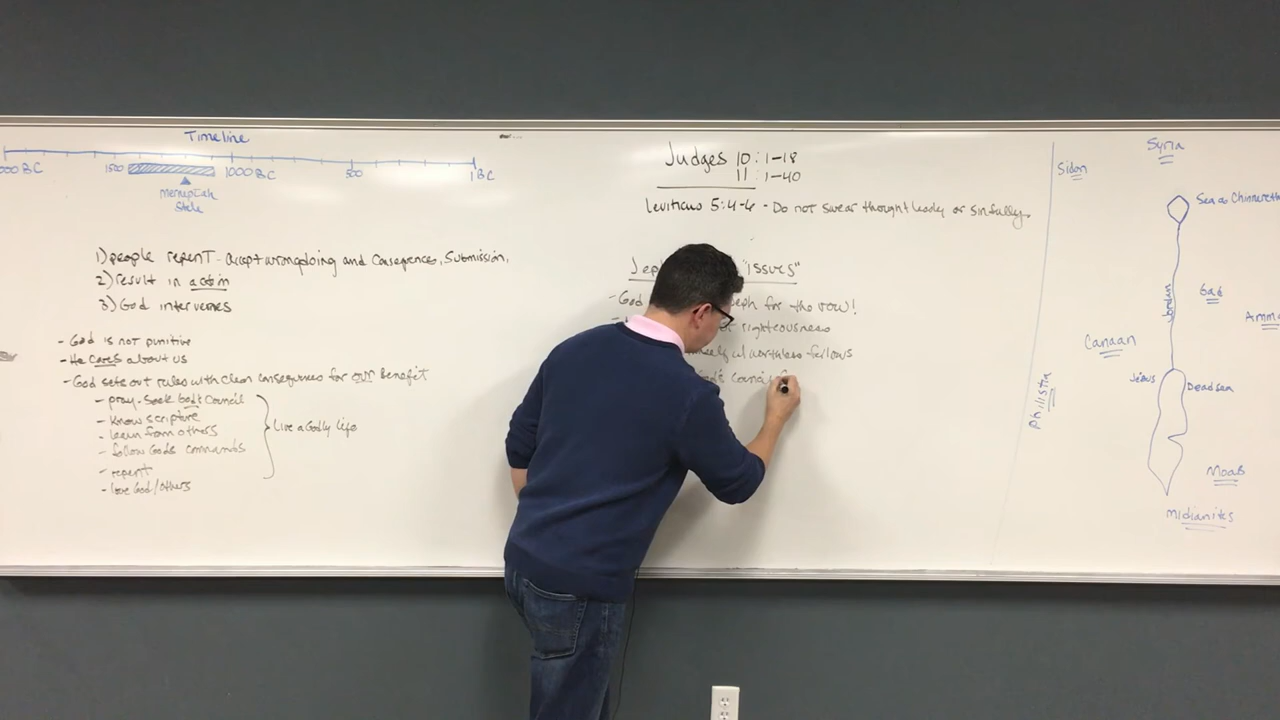 Timeline
000 BC 1500 1000 BC 500 1 BC
Merneptah
Stele
1) people repent - accept wrongdoing and consequence, submission,
2) result in action
3) God intervenes
- God is not punitive
- He cares about us
- God sets out rules with clear consequences for our benefit
- pray - Seek God's Council
- Know scripture
- learn from others
- follow Gods commands
- repent
- love God/others
Live a Godly life
Judges 10:1-18
11:1-40
Leviticus 5:4-6 - Do not swear thoughtlessly or sinfully.
Jep "Issues"
- God eph for the vow!
righteousness
w/ worthless fellows
God's Council
Syria
Sidon
Sea of Chinnereth
Jordan
Gad
Ammo
Canaan
Jebus
Dead Sea
Philistia
Moab
Midianites